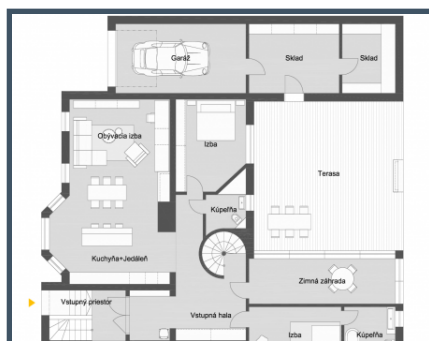 Garáž
Sklad
Sklad
Obývacia izba
Izba
Terasa
Kúpeľňa
Kuchyňa+Jedáleň
Zimná záhrada
Vstupný priestor
Vstupná hala
Izba
Kúpeľňa